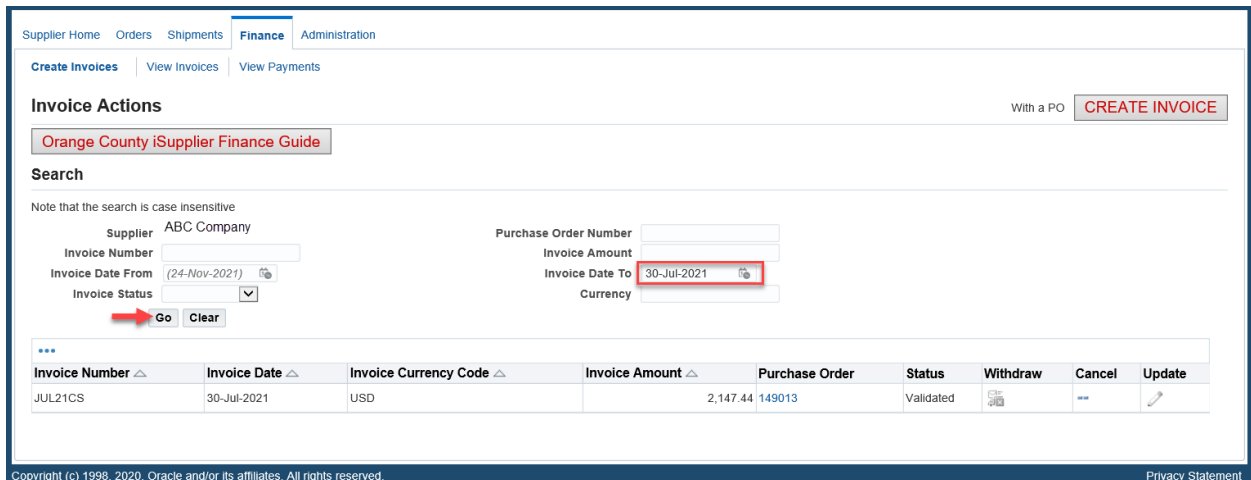 Supplier Home Orders Shipments Finance Administration
Create Invoices View Invoices View Payments
Invoice Actions With a PO CREATE INVOICE
Orange County iSupplier Finance Guide
Search
Note that the search is case insensitive
Supplier ABC Company Purchase Order Number
Invoice Number Invoice Amount
Invoice Date From (24-Nov-2021) Invoice Date To 30-Jul-2021
Invoice Status Currency
Go Clear
Invoice Number Invoice Date Invoice Currency Code Invoice Amount Purchase Order Status Withdraw Cancel Update
JUL21CS 30-Jul-2021 USD 2,147.44 149013 Validated
Copyright (c) 1998, 2020, Oracle and/or its affiliates. All rights reserved. Privacy Statement